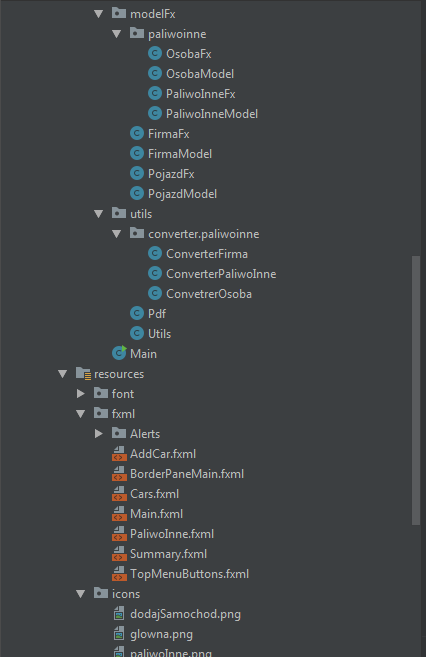 modelFx
paliwoinne
OsobaFx
OsobaModel
PaliwoInneFx
PaliwoInneModel
FirmaFx
FirmaModel
PojazdFx
PojazdModel
utils
converter.paliwoinne
ConverterFirma
ConverterPaliwoInne
ConvetrerOsoba
Pdf
Utils
Main
resources
font
fxml
Alerts
AddCar.fxml
BorderPaneMain.fxml
Cars.fxml
Main.fxml
PaliwoInne.fxml
Summary.fxml
TopMenuButtons.fxml
icons
dodajSamochod.png
glowna.png
paliwoInne.png